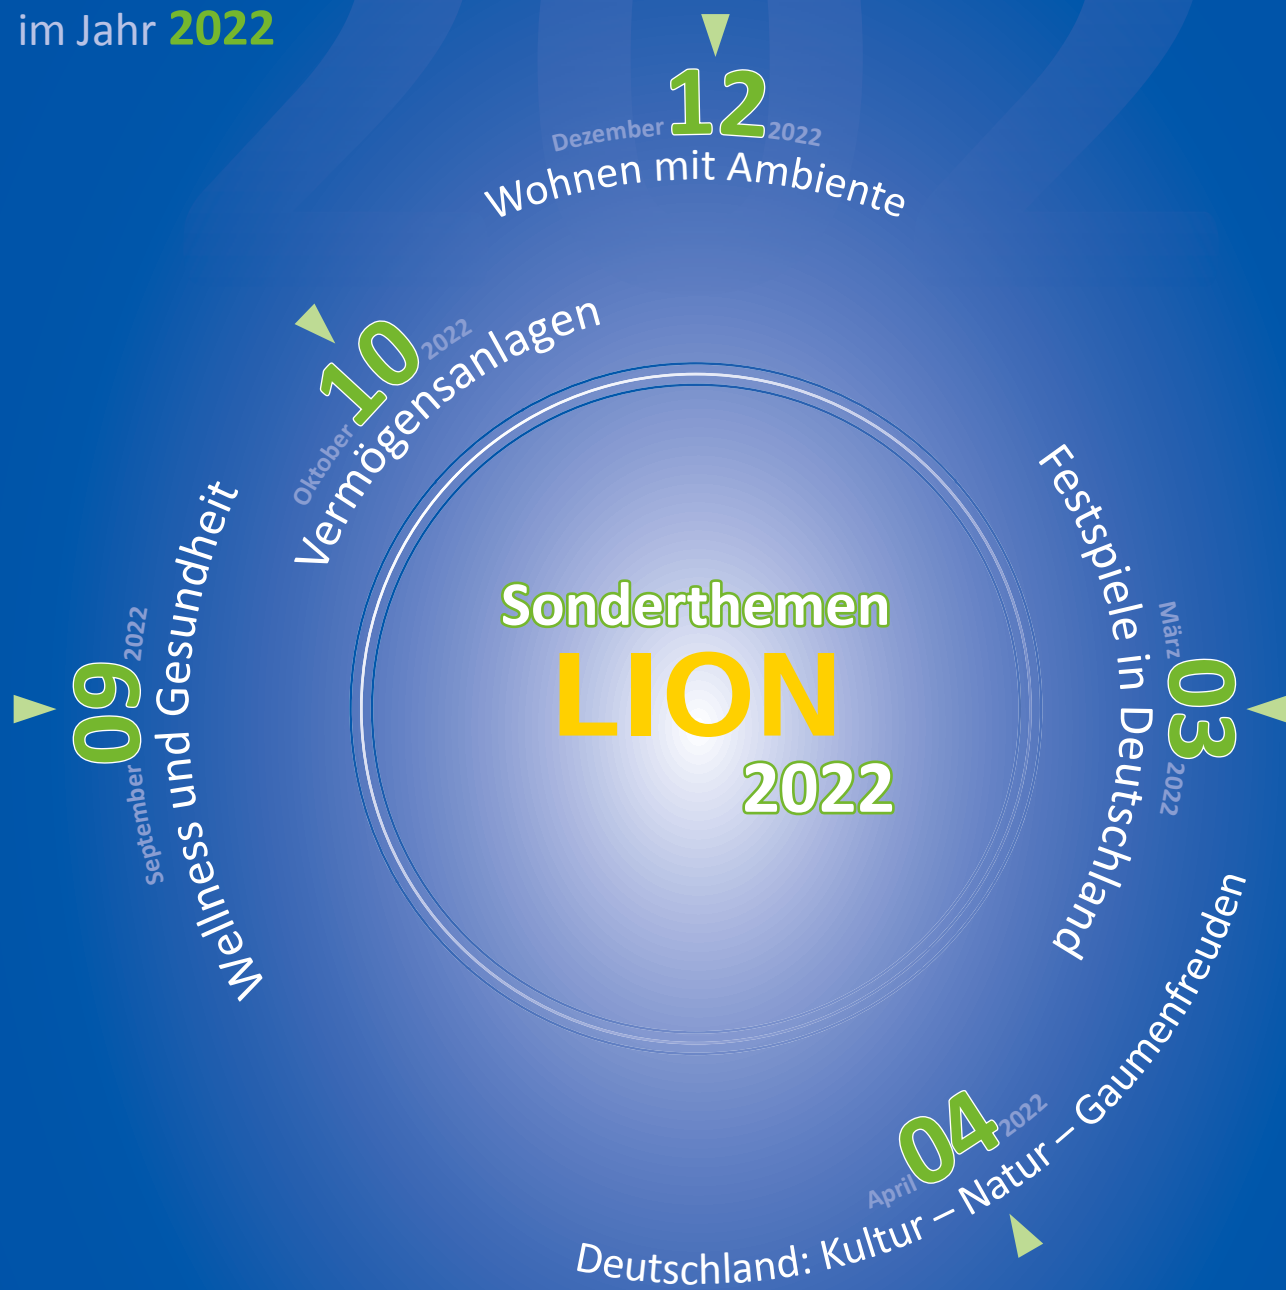 im Jahr 2022
Dezember 12 2022
Wohnen mit Ambiente
Oktober 10 2022
Vermögensanlagen
September 09 2022
Wellness und Gesundheit
Sonderthemen
LION
2022
März 03 2022
Festspiele in Deutschland
April 04 2022
Deutschland: Kultur – Natur – Gaumenfreuden